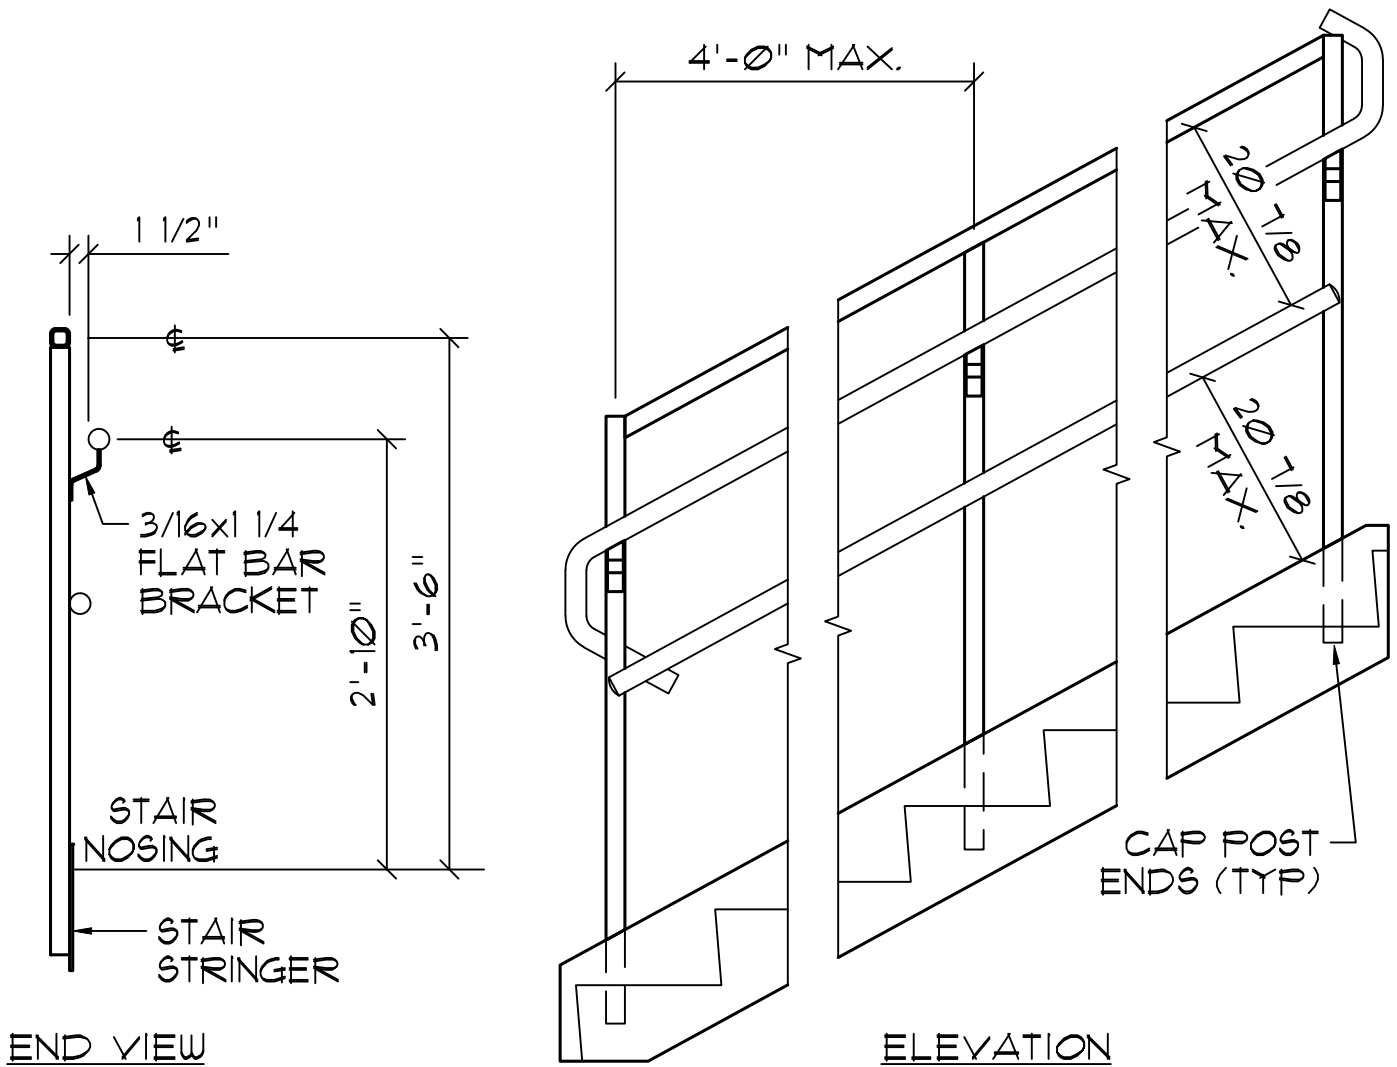 4'-0" MAX.
1 1/2"
℄
℄
3/16x1 1/4
FLAT BAR
BRACKET
2'-10"
3'-6"
20 7/8
MAX.
20 7/8
MAX.
STAIR
NOSING
STAIR
STRINGER
CAP POST
ENDS (TYP)
END VIEW
ELEVATION